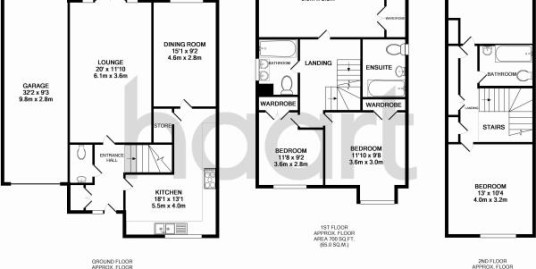 GARAGE
32'2 x 9'3
9.8m x 2.8m
LOUNGE
20' x 11'10
6.1m x 3.6m
DINING ROOM
15'1 x 9'2
4.6m x 2.8m
STORE
ENTRANCE
HALL
KITCHEN
18'1 x 13'1
5.5m x 4.0m
GROUND FLOOR
APPROX. FLOOR
WARDROBE
BATHROOM
LANDING
ENSUITE
WARDROBE
WARDROBE
BEDROOM
11'8 x 9'2
3.6m x 2.8m
BEDROOM
11'10 x 9'8
3.6m x 3.0m
1ST FLOOR
APPROX. FLOOR
AREA 700 SQ.FT.
(65.0 SQ.M.)
BATHROOM
STAIRS
BEDROOM
13' x 10'4
4.0m x 3.2m
2ND FLOOR
APPROX. FLOOR
haart